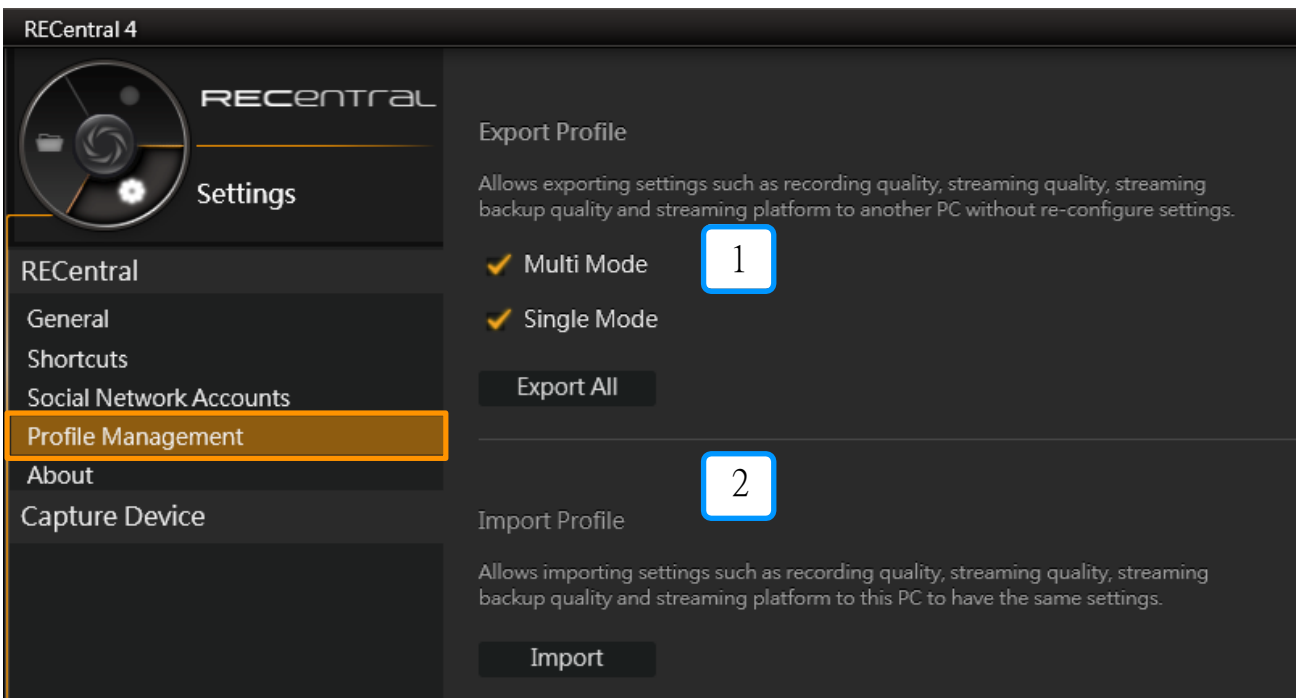 RECentral 4
RECentral
Settings
RECentral
General
Shortcuts
Social Network Accounts
Profile Management
About
Capture Device
Export Profile
Allows exporting settings such as recording quality, streaming quality, streaming
backup quality and streaming platform to another PC without re-configure settings.
Multi Mode
1
Single Mode
Export All
2
Import Profile
Allows importing settings such as recording quality, streaming quality, streaming
backup quality and streaming platform to this PC to have the same settings.
Import